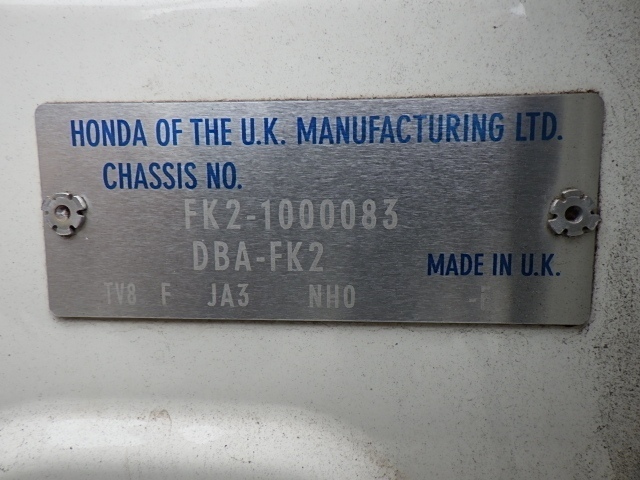 HONDA OF THE U.K. MANUFACTURING LTD.
CHASSIS NO.
FK2-1000083
DBA-FK2
MADE IN U.K.
TV8 F JA3 NH0